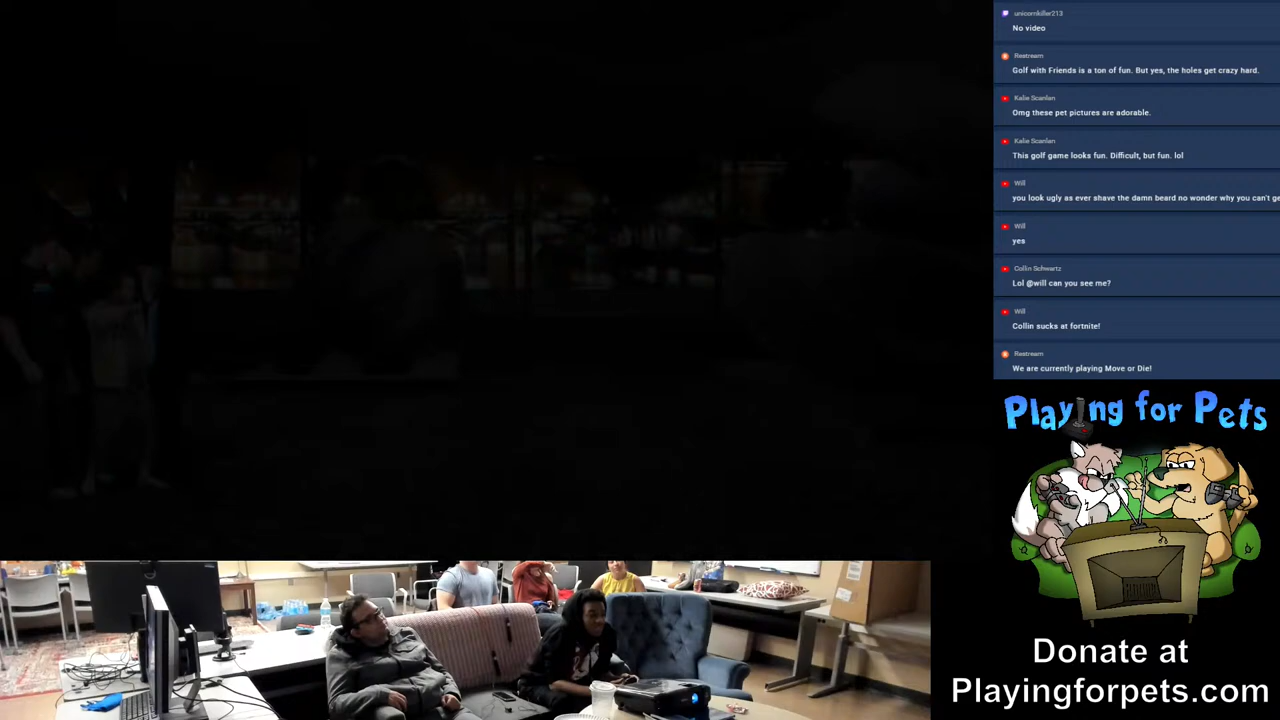 unicornkiller213
No video
Restream
Golf with Friends is a ton of fun. But yes, the holes get crazy hard.
Kalie Scanlan
Omg these pet pictures are adorable.
Kalie Scanlan
This golf game looks fun. Difficult, but fun. lol
Will
you look ugly as ever shave the damn beard no wonder why you can't ge
Will
yes
Collin Schwartz
Lol @will can you see me?
Will
Collin sucks at fortnite!
Restream
We are currently playing Move or Die!
Playing for Pets
Donate at
Playingforpets.com